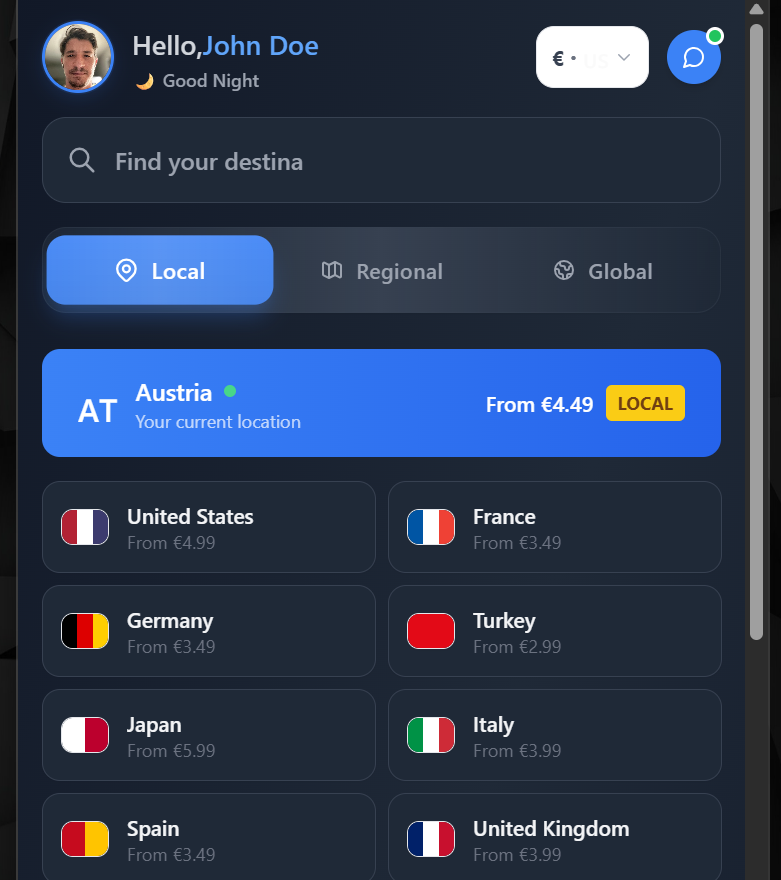 Hello,John Doe
🌙 Good Night
€ • US
Find your destina
Local
Regional
Global
AT
Austria
Your current location
From €4.49
LOCAL
United States
From €4.99
France
From €3.49
Germany
From €3.49
Turkey
From €2.99
Japan
From €5.99
Italy
From €3.99
Spain
From €3.49
United Kingdom
From €3.99